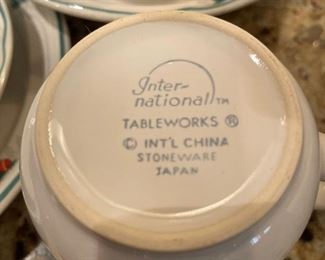 Inter-
national™
TABLEWORKS ®
© INT'L CHINA
STONEWARE
JAPAN